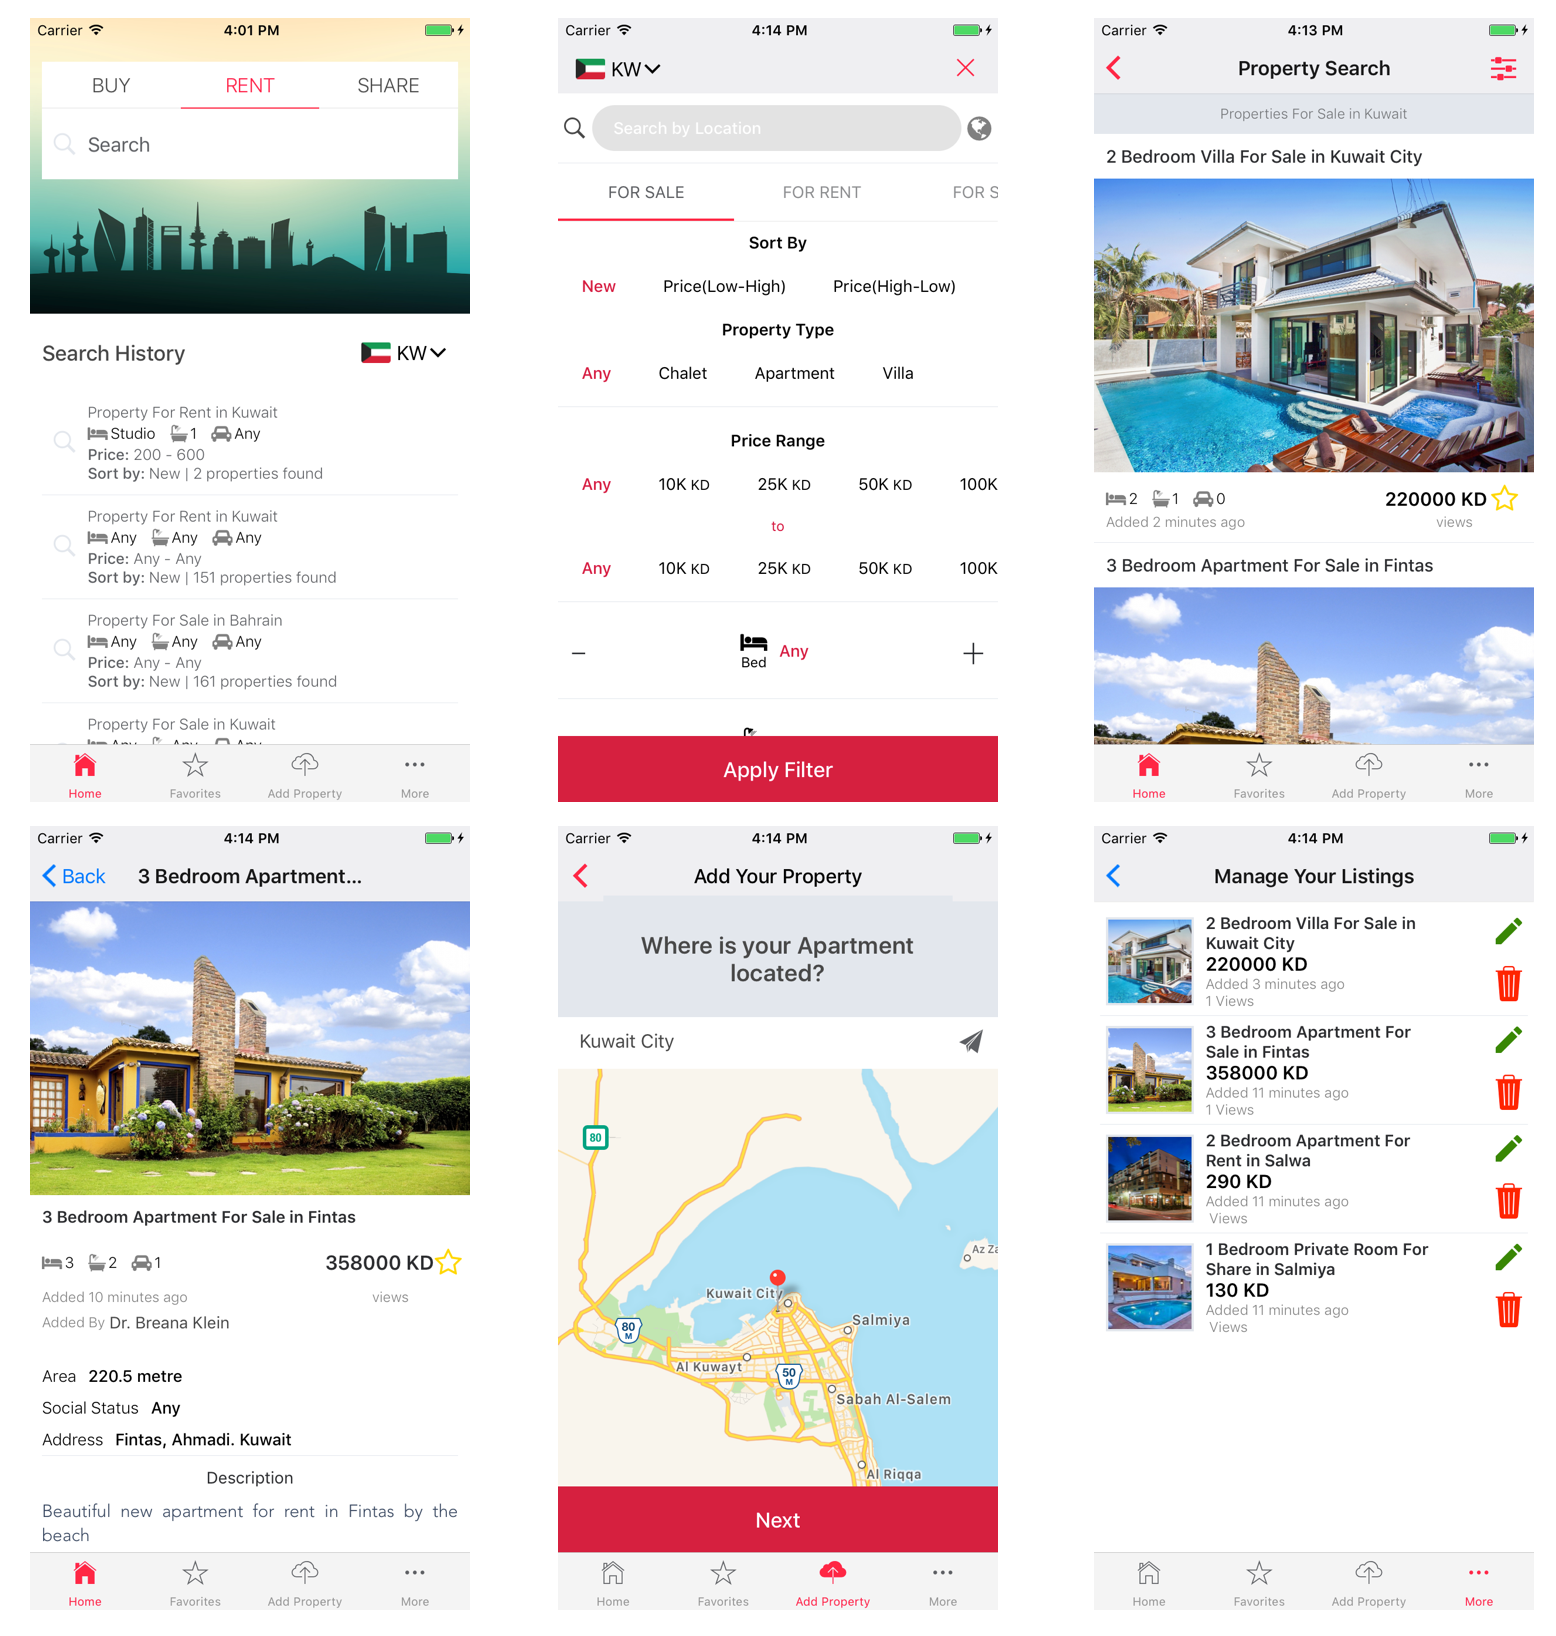 Carrier 4:01 PM
BUY RENT SHARE
Search
Search History KW
Property For Rent in Kuwait
Studio 1 Any
Price: 200 - 600
Sort by: New | 2 properties found
Property For Rent in Kuwait
Any Any Any
Price: Any - Any
Sort by: New | 151 properties found
Property For Sale in Bahrain
Any Any Any
Price: Any - Any
Sort by: New | 161 properties found
Property For Sale in Kuwait
Any Any Any
Home Favorites Add Property More
Carrier 4:14 PM
KW
Search by Location
FOR SALE FOR RENT FOR S
Sort By
New Price(Low-High) Price(High-Low)
Property Type
Any Chalet Apartment Villa
Price Range
Any 10K KD 25K KD 50K KD 100K
to
Any 10K KD 25K KD 50K KD 100K
Bed Any
Apply Filter
Carrier 4:13 PM
Property Search
Properties For Sale in Kuwait
2 Bedroom Villa For Sale in Kuwait City
2 1 0 220000 KD
Added 2 minutes ago views
3 Bedroom Apartment For Sale in Fintas
Home Favorites Add Property More
Carrier 4:14 PM
Back 3 Bedroom Apartment...
3 Bedroom Apartment For Sale in Fintas
3 2 1 358000 KD
Added 10 minutes ago views
Added By Dr. Breana Klein
Area 220.5 metre
Social Status Any
Address Fintas, Ahmadi. Kuwait
Description
Beautiful new apartment for rent in Fintas by the
beach
Home Favorites Add Property More
Carrier 4:14 PM
Add Your Property
Where is your Apartment
located?
Kuwait City
80
Az Za
Kuwait City
Salmiya
80
M
Al Kuwayt
50
M
Sabah Al-Salem
Al Riqqa
Next
Home Favorites Add Property More
Carrier 4:14 PM
Manage Your Listings
2 Bedroom Villa For Sale in
Kuwait City
220000 KD
Added 3 minutes ago
1 Views
3 Bedroom Apartment For
Sale in Fintas
358000 KD
Added 11 minutes ago
1 Views
2 Bedroom Apartment For
Rent in Salwa
290 KD
Added 11 minutes ago
Views
1 Bedroom Private Room For
Share in Salmiya
130 KD
Added 11 minutes ago
Views
Home Favorites Add Property More